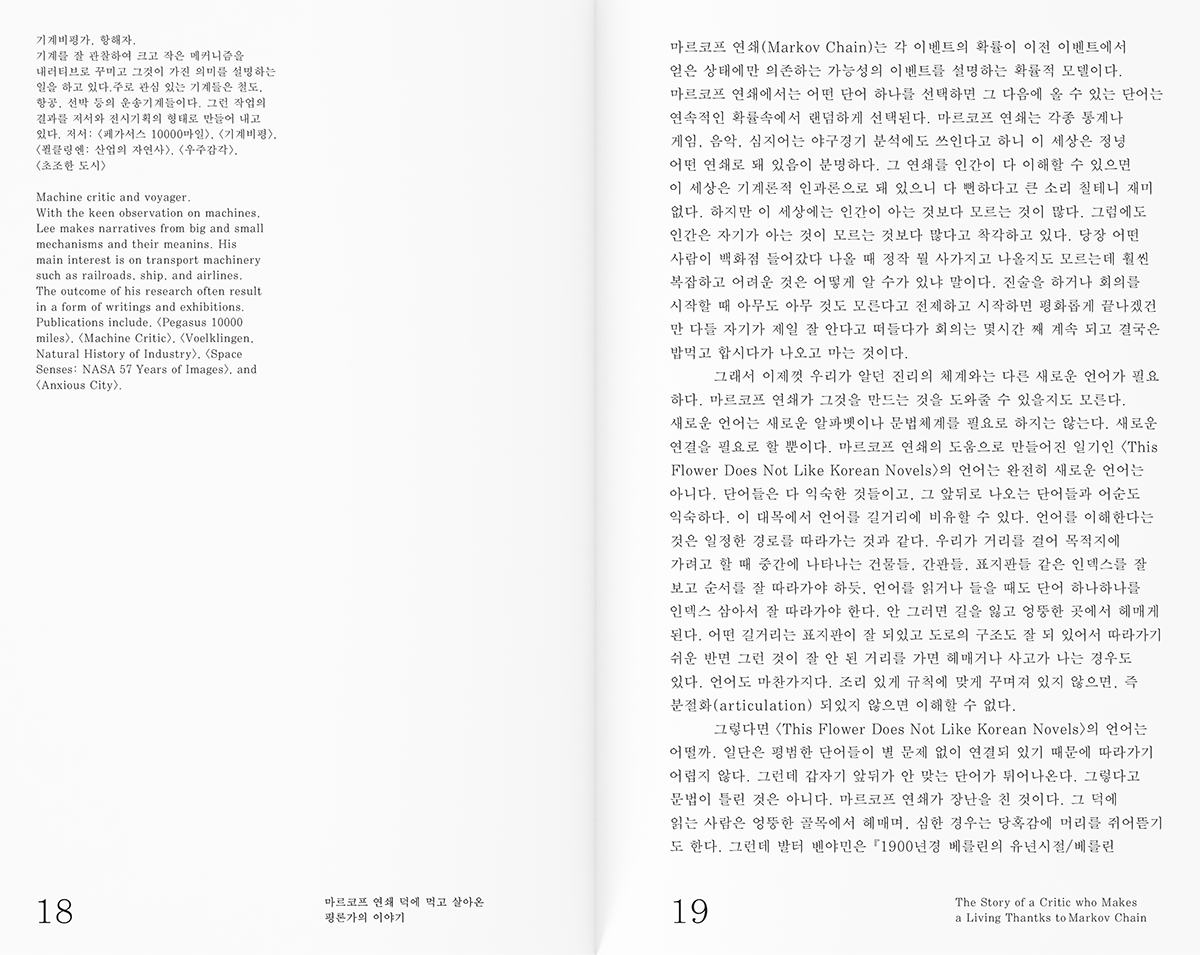 기계비평가, 항해자.
기계를 잘 관찰하여 크고 작은 메커니즘을
내러티브로 꾸미고 그것이 가진 의미를 설명하는
일을 하고 있다.주로 관심 있는 기계들은 철도,
항공, 선박 등의 운송기계들이다. 그런 작업의
결과를 저서와 전시기획의 형태로 만들어 내고
있다. 저서: 〈페가서스 10000마일〉, 〈기계비평〉,
〈푈클링엔: 산업의 자연사〉, 〈우주감각〉,
〈초조한 도시〉
Machine critic and voyager.
With the keen observation on machines,
Lee makes narratives from big and small
mechanisms and their meanins. His
main interest is on transport machinery
such as railroads, ship, and airlines.
The outcome of his research often result
in a form of writings and exhibitions.
Publications include, 〈Pegasus 10000
miles〉, 〈Machine Critic〉, 〈Voelklingen,
Natural History of Industry〉, 〈Space
Senses: NASA 57 Years of Images〉, and
〈Anxious City〉.
18
마르코프 연쇄 덕에 먹고 살아온
평론가의 이야기
마르코프 연쇄(Markov Chain)는 각 이벤트의 확률이 이전 이벤트에서
얻은 상태에만 의존하는 가능성의 이벤트를 설명하는 확률적 모델이다.
마르코프 연쇄에서는 어떤 단어 하나를 선택하면 그 다음에 올 수 있는 단어는
연속적인 확률속에서 랜덤하게 선택된다. 마르코프 연쇄는 각종 통계나
게임, 음악, 심지어는 야구경기 분석에도 쓰인다고 하니 이 세상은 정녕
어떤 연쇄로 돼 있음이 분명하다. 그 연쇄를 인간이 다 이해할 수 있으면
이 세상은 기계론적 인과론으로 돼 있으니 다 뻔하다고 큰 소리 칠테니 재미
없다. 하지만 이 세상에는 인간이 아는 것보다 모르는 것이 많다. 그럼에도
인간은 자기가 아는 것이 모르는 것보다 많다고 착각하고 있다. 당장 어떤
사람이 백화점 들어갔다 나올 때 정작 뭘 사가지고 나올지도 모르는데 훨씬
복잡하고 어려운 것은 어떻게 알 수가 있냐 말이다. 진술을 하거나 회의를
시작할 때 아무도 아무 것도 모른다고 전제하고 시작하면 평화롭게 끝나겠건
만 다들 자기가 제일 잘 안다고 떠들다가 회의는 몇시간 째 계속 되고 결국은
밥먹고 합시다가 나오고 마는 것이다.
그래서 이제껏 우리가 알던 진리의 체계와는 다른 새로운 언어가 필요
하다. 마르코프 연쇄가 그것을 만드는 것을 도와줄 수 있을지도 모른다.
새로운 언어는 새로운 알파벳이나 문법체계를 필요로 하지는 않는다. 새로운
연결을 필요로 할 뿐이다. 마르코프 연쇄의 도움으로 만들어진 일기인 〈This
Flower Does Not Like Korean Novels〉의 언어는 완전히 새로운 언어는
아니다. 단어들은 다 익숙한 것들이고, 그 앞뒤로 나오는 단어들과 어순도
익숙하다. 이 대목에서 언어를 길거리에 비유할 수 있다. 언어를 이해한다는
것은 일정한 경로를 따라가는 것과 같다. 우리가 거리를 걸어 목적지에
가려고 할 때 중간에 나타나는 건물들, 간판들, 표지판들 같은 인덱스를 잘
보고 순서를 잘 따라가야 하듯, 언어를 읽거나 들을 때도 단어 하나하나를
인덱스 삼아서 잘 따라가야 한다. 안 그러면 길을 잃고 엉뚱한 곳에서 헤매게
된다. 어떤 길거리는 표지판이 잘 되있고 도로의 구조도 잘 되 있어서 따라가기
쉬운 반면 그런 것이 잘 안 된 거리를 가면 헤매거나 사고가 나는 경우도
있다. 언어도 마찬가지다. 조리 있게 규칙에 맞게 꾸며져 있지 않으면, 즉
분절화(articulation) 되있지 않으면 이해할 수 없다.
그렇다면 〈This Flower Does Not Like Korean Novels〉의 언어는
어떨까. 일단은 평범한 단어들이 별 문제 없이 연결되 있기 때문에 따라가기
어렵지 않다. 그런데 갑자기 앞뒤가 안 맞는 단어가 튀어나온다. 그렇다고
문법이 틀린 것은 아니다. 마르코프 연쇄가 장난을 친 것이다. 그 덕에
읽는 사람은 엉뚱한 골목에서 헤매며, 심한 경우는 당혹감에 머리를 쥐어뜯기
도 한다. 그런데 발터 벤야민은 『1900년경 베를린의 유년시절/베를린
19
The Story of a Critic who Makes
a Living Thantks to Markov Chain